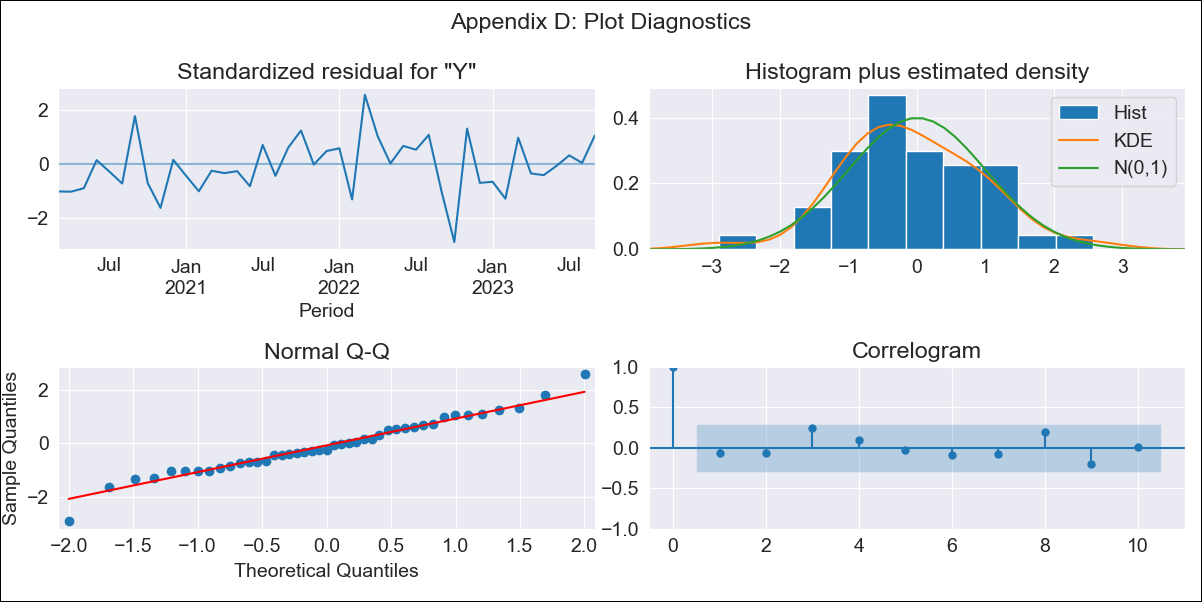 Appendix D: Plot Diagnostics
Standardized residual for "Y"
2
0
−2
Jul Jan Jul Jan Jul Jan Jul
2021 2022 2023
Period
Histogram plus estimated density
0.4
0.2
0.0
Hist
KDE
N(0,1)
−3 −2 −1 0 1 2 3
Normal Q-Q
Sample Quantiles
2
0
−2
−2.0 −1.5 −1.0 −0.5 0.0 0.5 1.0 1.5 2.0
Theoretical Quantiles
Correlogram
1.0
0.5
0.0
−0.5
−1.0
0 2 4 6 8 10